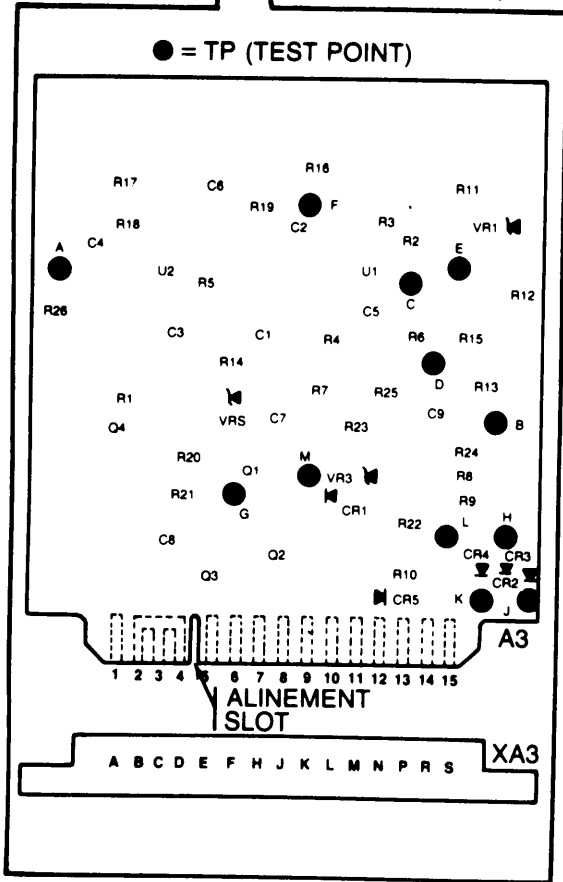 ● = TP (TEST POINT)
R16
R17 C6 R11
R19 F
R18 C2 R3 VR1
A C4 R2 E
U2 U1
R5 C R12
R26 C5
C3 C1 R4 R6 R15
R14
D R13
R1 R7 R25
VRS C7 C9 B
Q4 R23
R20 M R24
Q1 VR3 R8
R21 R9
G CR1
R22 L H
C8 CR4 CR3
Q2
Q3 R10 CR2
CR5 K J
A3
1 2 3 4 5 6 7 8 9 10 11 12 13 14 15
ALINEMENT
SLOT
XA3
A B C D E F H J K L M N P R S